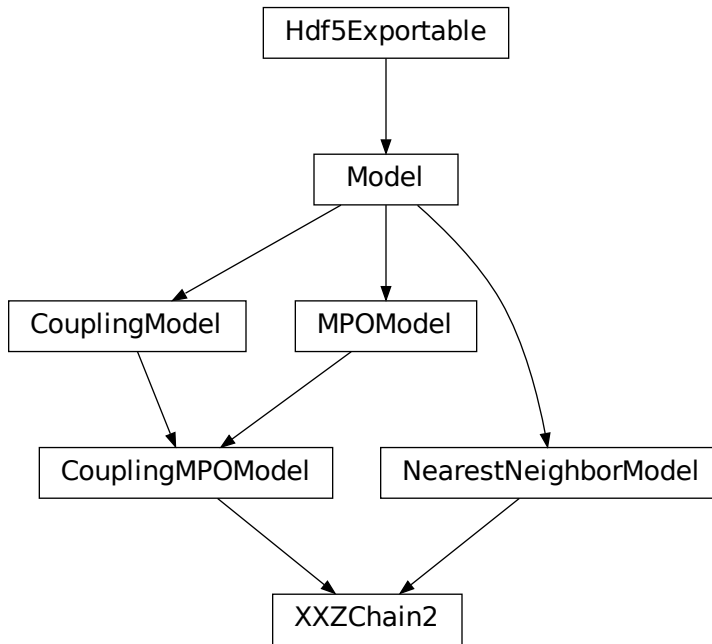 Hdf5Exportable
Model
CouplingModel
MPOModel
CouplingMPOModel
NearestNeighborModel
XXZChain2